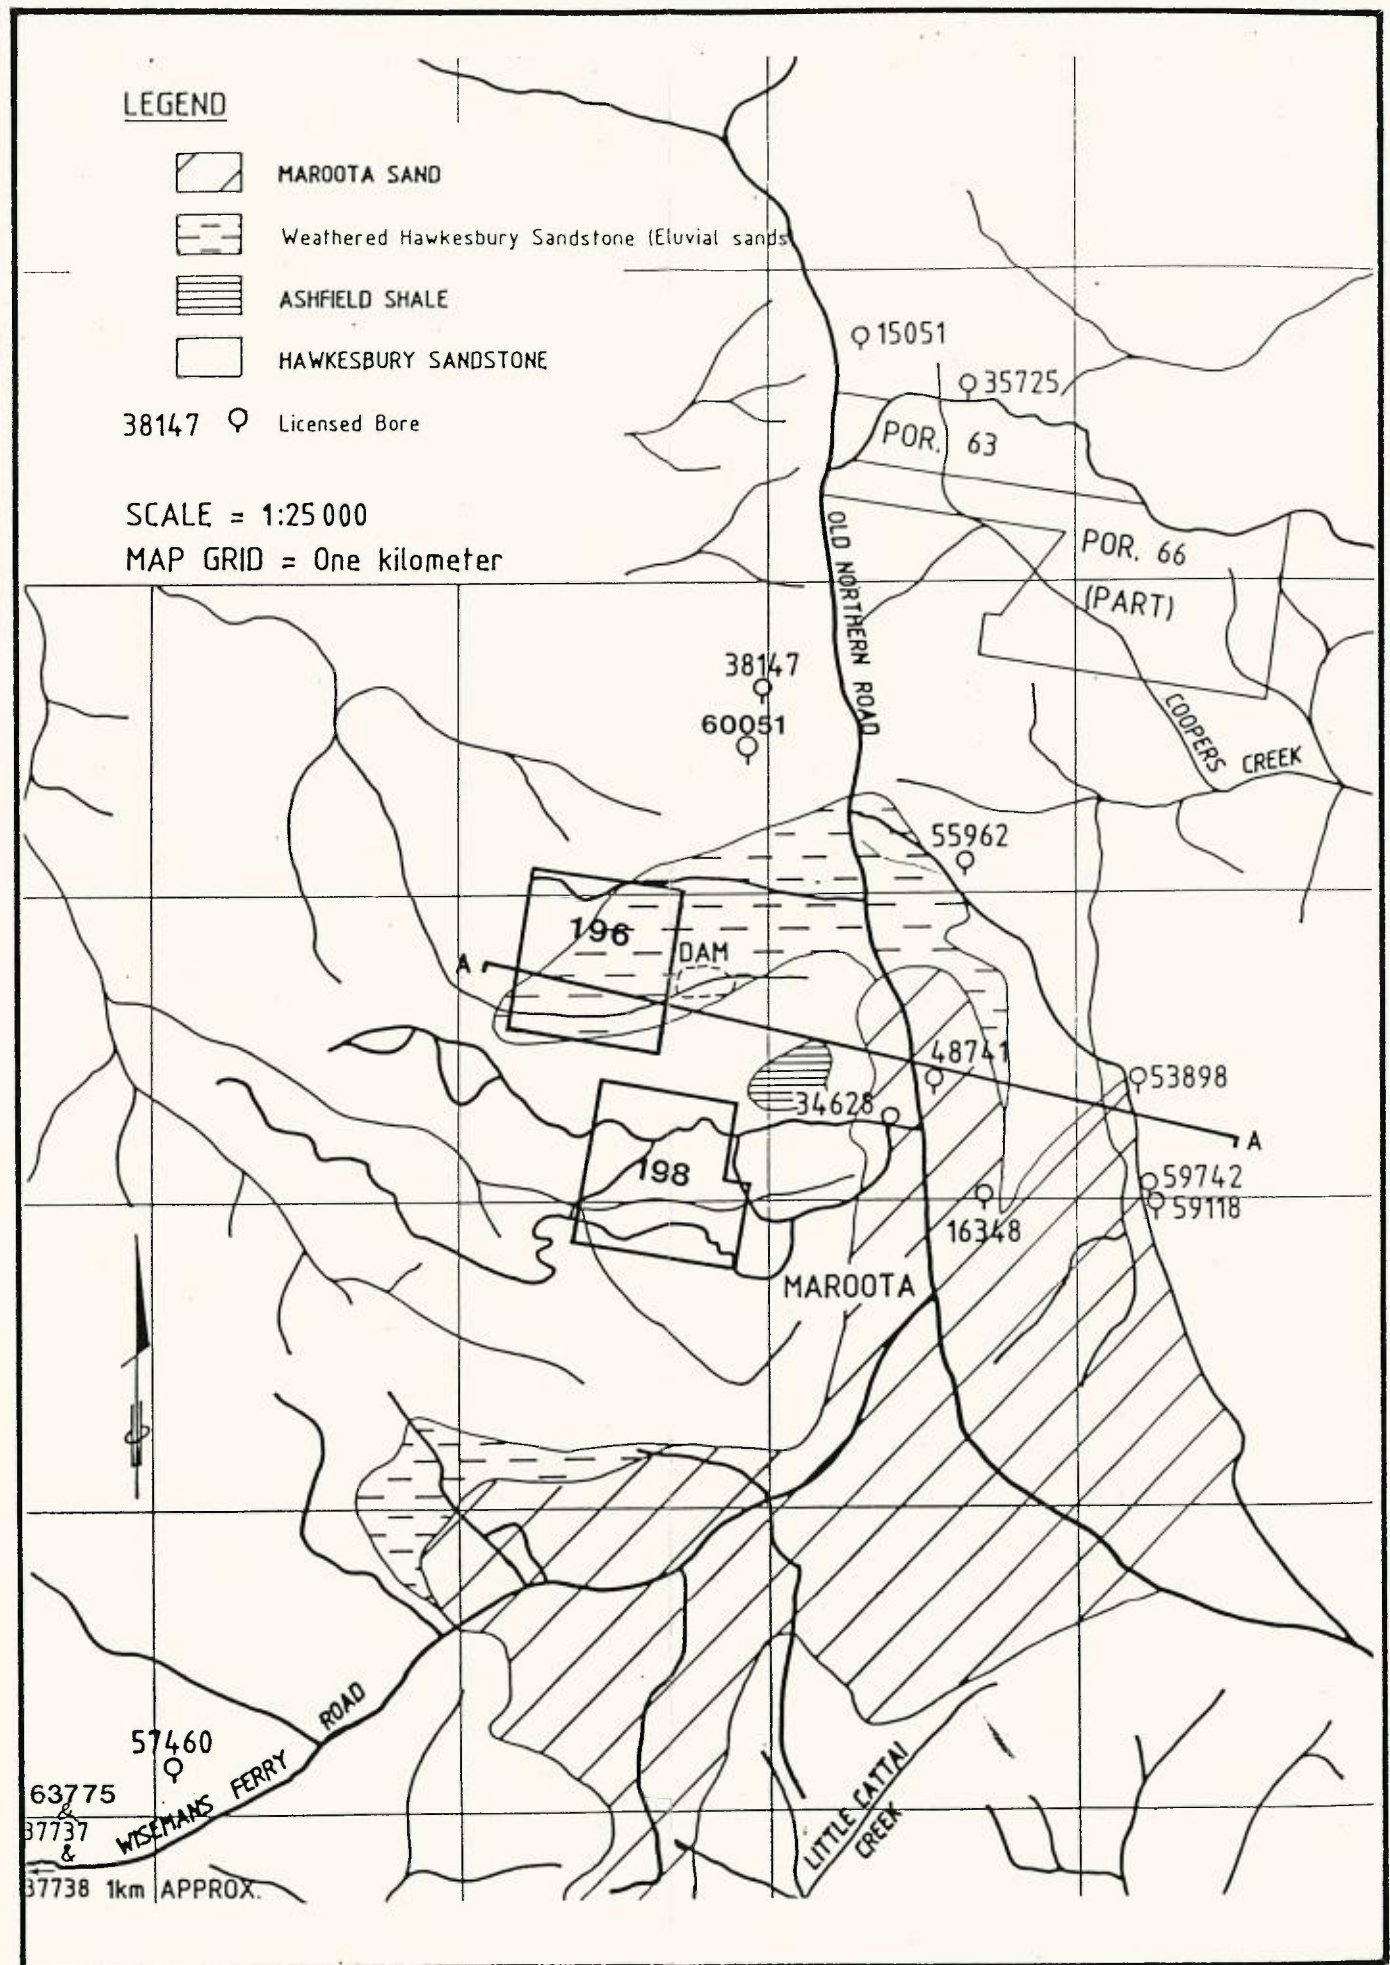 LEGEND
MAROOTA SAND
Weathered Hawkesbury Sandstone (Eluvial sands
ASHFIELD SHALE
HAWKESBURY SANDSTONE
38147 Licensed Bore
SCALE = 1:25 000
MAP GRID = One kilometer
15051
35725
POR. 63
OLD NORTHERN ROAD
POR. 66
(PART)
38147
60051
COOPERS CREEK
55962
196
DAM
A
48741
53898
34628
A
198
59742
59118
16348
MAROOTA
57460
WISEMANS FERRY ROAD
63775
&
37737
&
37738 1km APPROX.
LITTLE CATTAI
CREEK